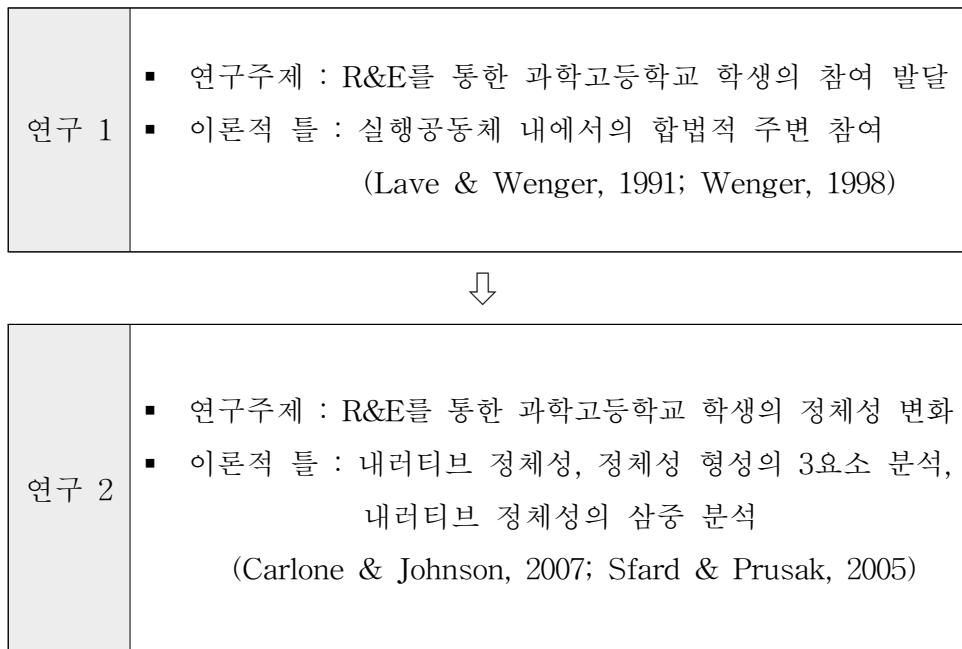 연구 1
▪ 연구주제 : R&E를 통한 과학고등학교 학생의 참여 발달
▪ 이론적 틀 : 실행공동체 내에서의 합법적 주변 참여
(Lave & Wenger, 1991; Wenger, 1998)
⇩
연구 2
▪ 연구주제 : R&E를 통한 과학고등학교 학생의 정체성 변화
▪ 이론적 틀 : 내러티브 정체성, 정체성 형성의 3요소 분석,
내러티브 정체성의 삼중 분석
(Carlone & Johnson, 2007; Sfard & Prusak, 2005)